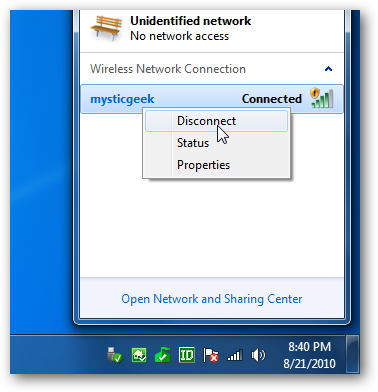 Unidentified network
No network access
Wireless Network Connection
mysticgeek Connected
Disconnect
Status
Properties
Open Network and Sharing Center
ID
8:40 PM
8/21/2010